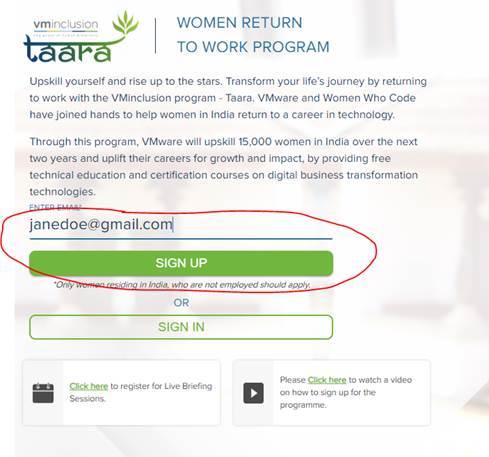 vminclusion
taara
WOMEN RETURN
TO WORK PROGRAM
Upskill yourself and rise up to the stars. Transform your life's journey by returning
to work with the VMinclusion program - Taara. VMware and Women Who Code
have joined hands to help women in India return to a career in technology.
Through this program, VMware will upskill 15,000 women in India over the next
two years and uplift their careers for growth and impact, by providing free
technical education and certification courses on digital business transformation
technologies.
ENTER EMAIL*
janedoe@gmail.com
SIGN UP
*Only women residing in India, who are not employed should apply.
OR
SIGN IN
Click here to register for Live Briefing
Sessions.
Please Click here to watch a video
on how to sign up for the
programme.